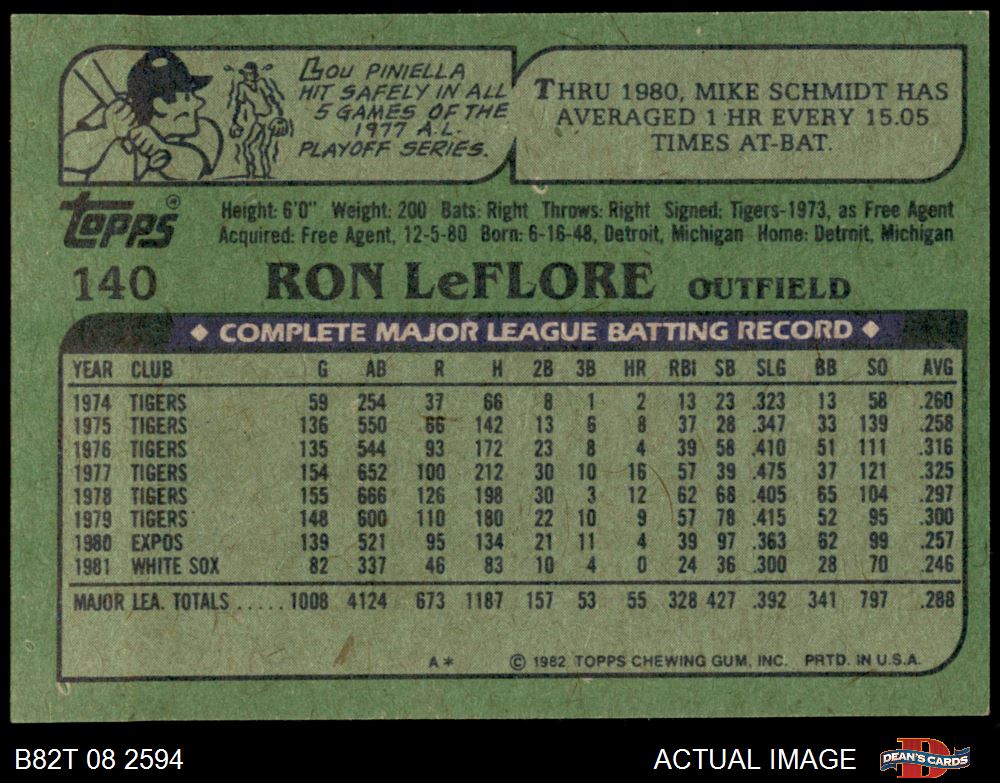 LOU PINIELLA
HIT SAFELY IN ALL
5 GAMES OF THE
1977 A.L.
PLAYOFF SERIES.
THRU 1980, MIKE SCHMIDT HAS
AVERAGED 1 HR EVERY 15.05
TIMES AT-BAT.
TOPPS®
Height: 6'0" Weight: 200 Bats: Right Throws: Right Signed: Tigers-1973, as Free Agent
Acquired: Free Agent, 12-5-80 Born: 6-16-48, Detroit, Michigan Home: Detroit, Michigan
140 RON LeFLORE OUTFIELD
◆ COMPLETE MAJOR LEAGUE BATTING RECORD ◆
YEAR CLUB G AB R H 2B 3B HR RBI SB SLG BB SO AVG
1974 TIGERS 59 254 37 66 8 1 2 13 23 .323 13 58 .260
1975 TIGERS 136 550 66 142 13 6 8 37 28 .347 33 139 .258
1976 TIGERS 135 544 93 172 23 8 4 39 58 .410 51 111 .316
1977 TIGERS 154 652 100 212 30 10 16 57 39 .475 37 121 .325
1978 TIGERS 155 666 126 198 30 3 12 62 68 .405 65 104 .297
1979 TIGERS 148 600 110 180 22 10 9 57 78 .415 52 95 .300
1980 EXPOS 139 521 95 134 21 11 4 39 97 .363 62 99 .257
1981 WHITE SOX 82 337 46 83 10 4 0 24 36 .300 28 70 .246
MAJOR LEA. TOTALS ..... 1008 4124 673 1187 157 53 55 328 427 .392 341 797 .288
A* © 1982 TOPPS CHEWING GUM, INC. PRTD. IN U.S.A.
B82T 08 2594 ACTUAL IMAGE DEAN'S CARDS